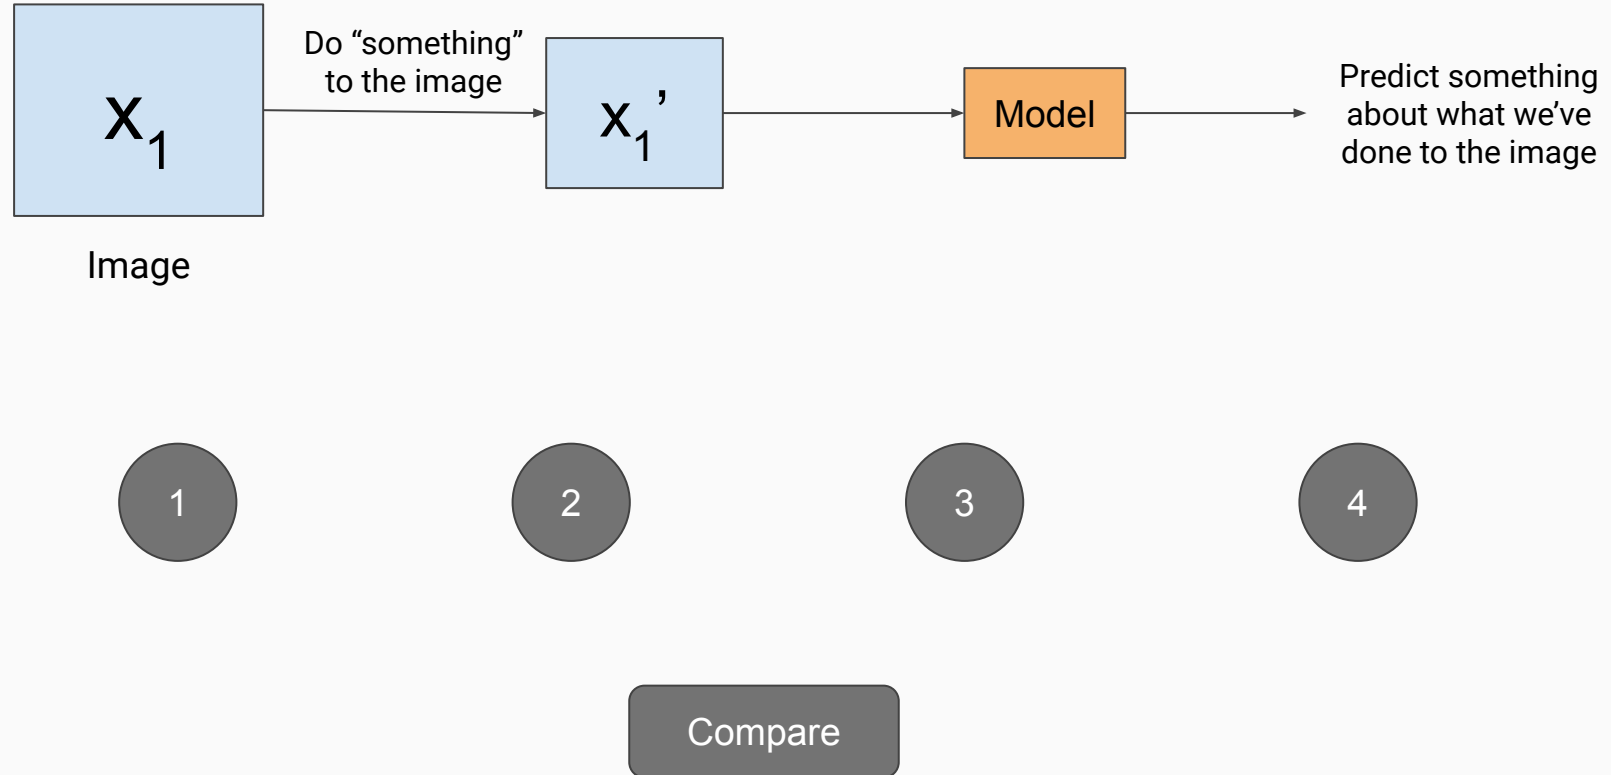 x₁
Do “something”
to the image
x₁’
Model
Predict something
about what we’ve
done to the image
Image
1
2
3
4
Compare